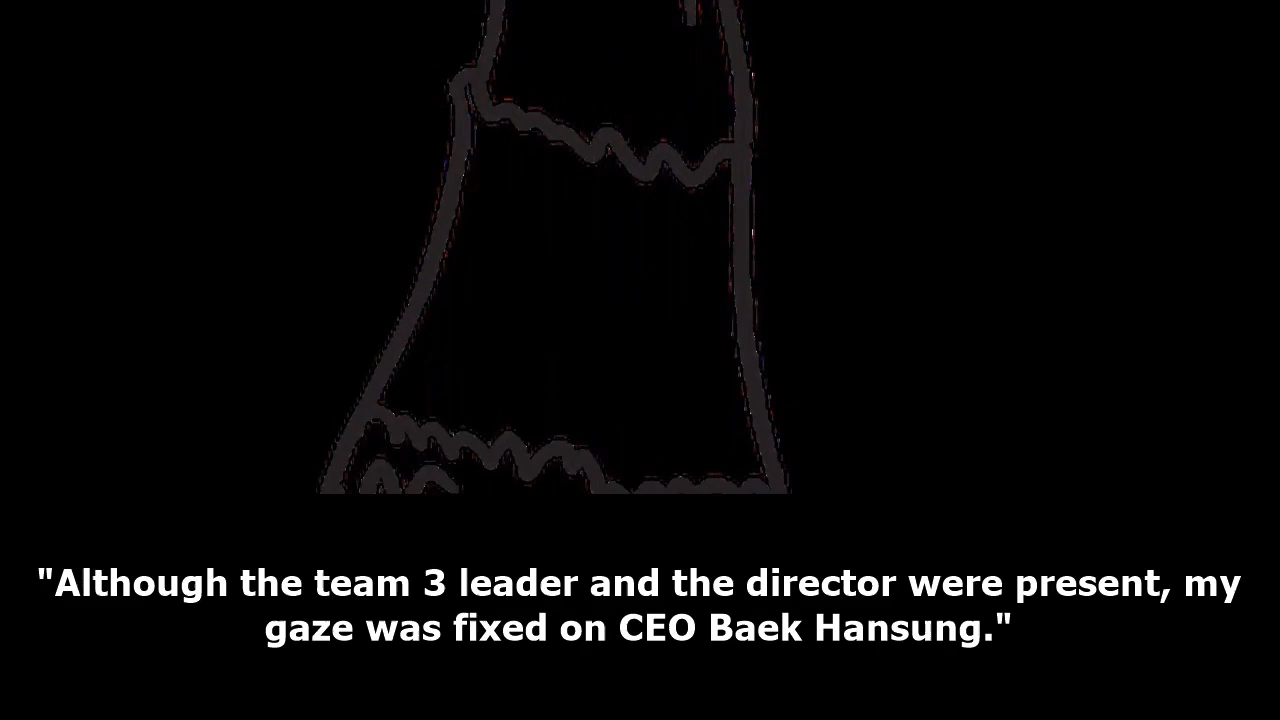 "Although the team 3 leader and the director were present, my
gaze was fixed on CEO Baek Hansung."